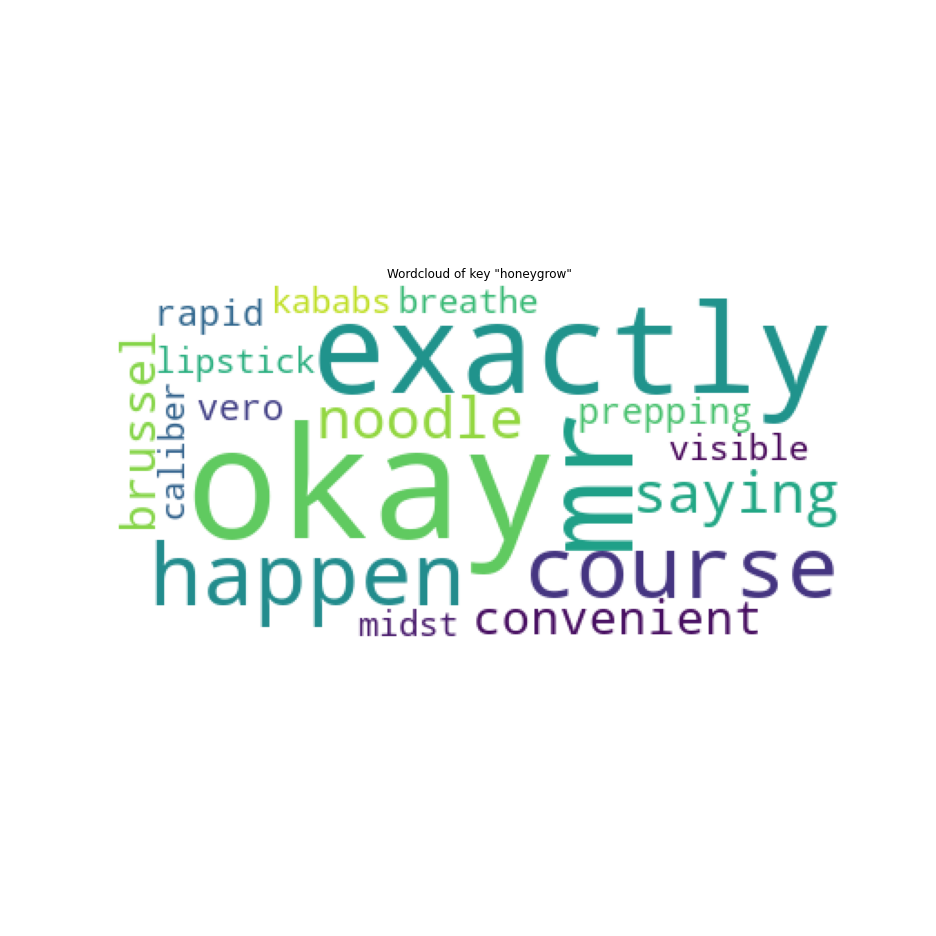 Wordcloud of key "honeygrow"
kababs
breathe
rapid
exactly
lipstick
brussel
caliber
vero
noodle
prepping
visible
okay
mr
saying
happen
course
midst
convenient